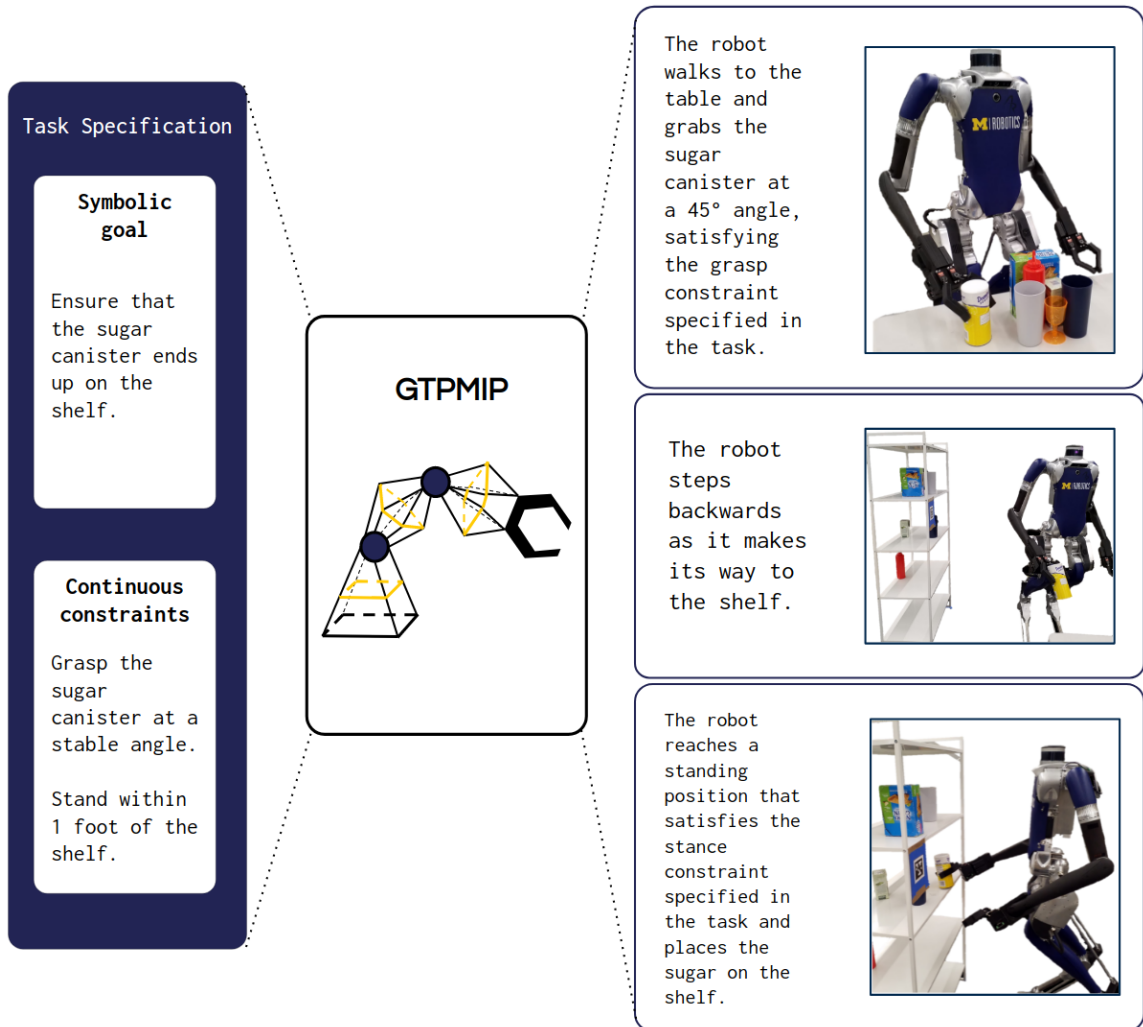 Task Specification
Symbolic
goal
Ensure that
the sugar
canister ends
up on the
shelf.
Continuous
constraints
Grasp the
sugar
canister at a
stable angle.
Stand within
1 foot of the
shelf.
GTPMIP
The robot
walks to the
table and
grabs the
sugar
canister at
a 45° angle,
satisfying
the grasp
constraint
specified in
the task.
M | ROBOTICS
The robot
steps
backwards
as it makes
its way to
the shelf.
M | ROBOTICS
The robot
reaches a
standing
position that
satisfies the
stance
constraint
specified in
the task and
places the
sugar on the
shelf.